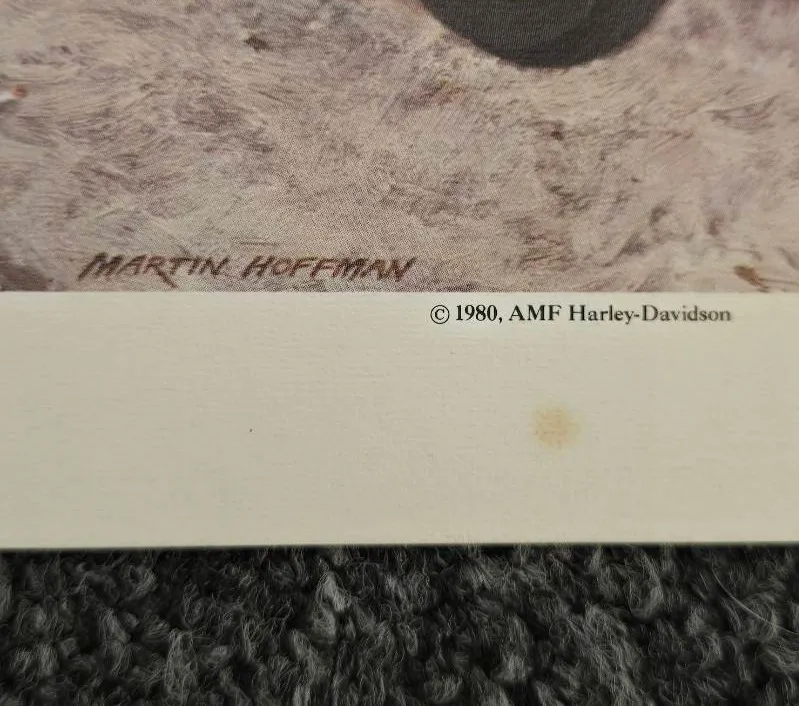 MARTIN HOFFMAN
© 1980, AMF Harley-Davidson